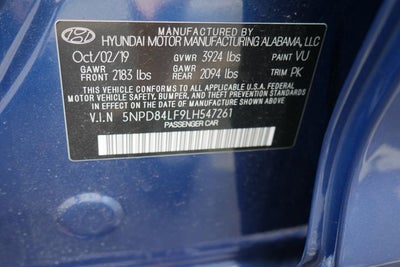 MANUFACTURED BY
HYUNDAI MOTOR MANUFACTURING ALABAMA, LLC
Oct/02/19 GVWR 3924 lbs PAINT VU
GAWR FRONT 2183 lbs GAWR REAR 2094 lbs TRIM PK
THIS VEHICLE CONFORMS TO ALL APPLICABLE U.S. FEDERAL
MOTOR VEHICLE SAFETY, BUMPER, AND THEFT PREVENTION STANDARDS
IN EFFECT ON THE DATE OF MANUFACTURE SHOWN ABOVE.
V.I.N 5NPD84LF9LH547261
PASSENGER CAR